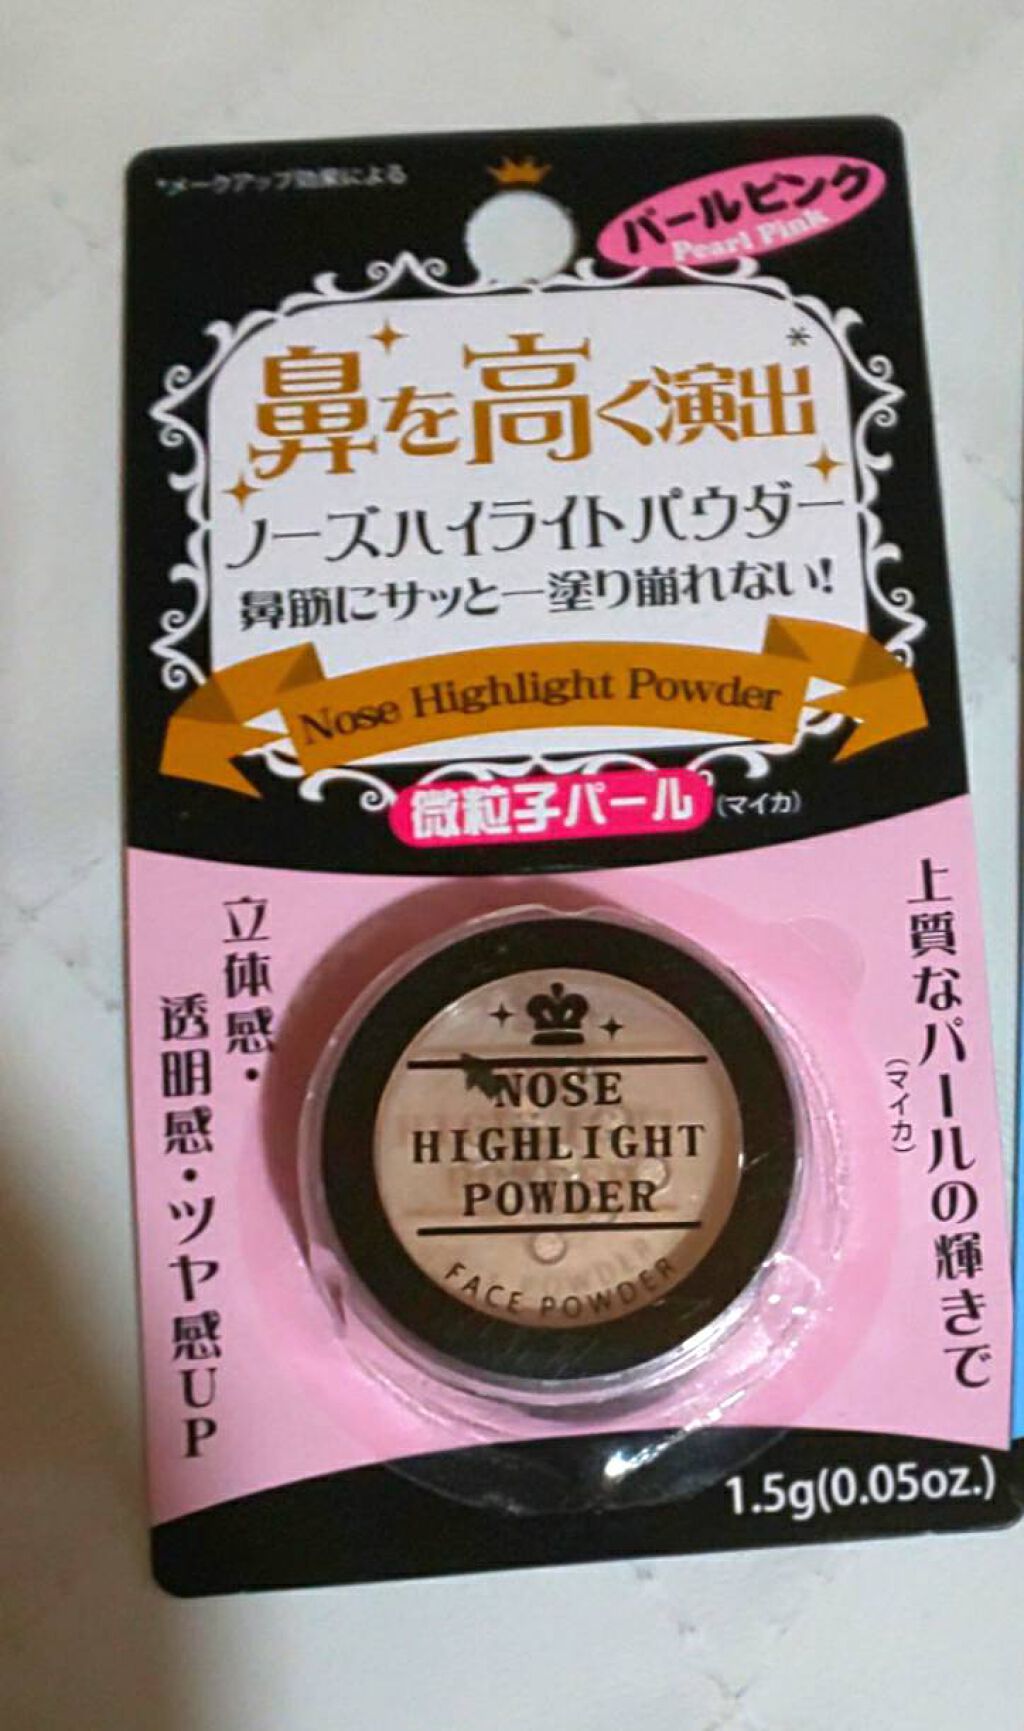 *メークアップ効果による
パールピンク
Pearl Pink
鼻を高く演出*
ノーズハイライトパウダー
鼻筋にサッと一塗り崩れない!
Nose Highlight Powder
微粒子パール(マイカ)
上質なパールの輝きで
(マイカ)
立体感・
透明感・ツヤ感UP
NOSE
HIGHLIGHT
POWDER
FACE POWDER
1.5g(0.05oz.)